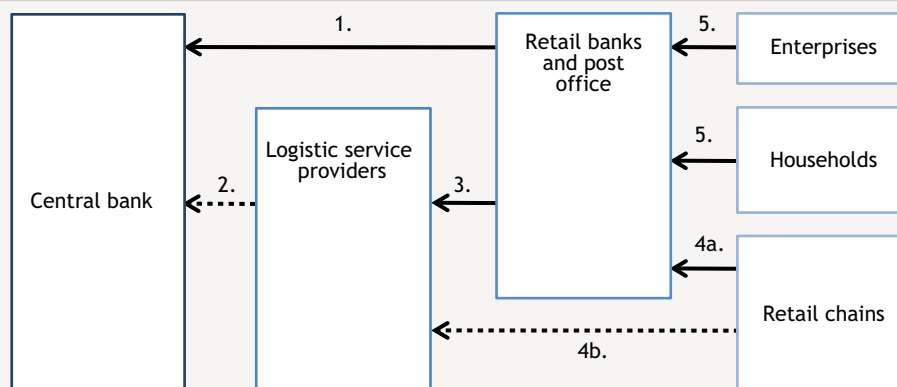 1.
Retail banks
and post
office
5.
Enterprises
Logistic service
providers
5.
Households
Central bank
2.
3.
4a.
Retail chains
4b.